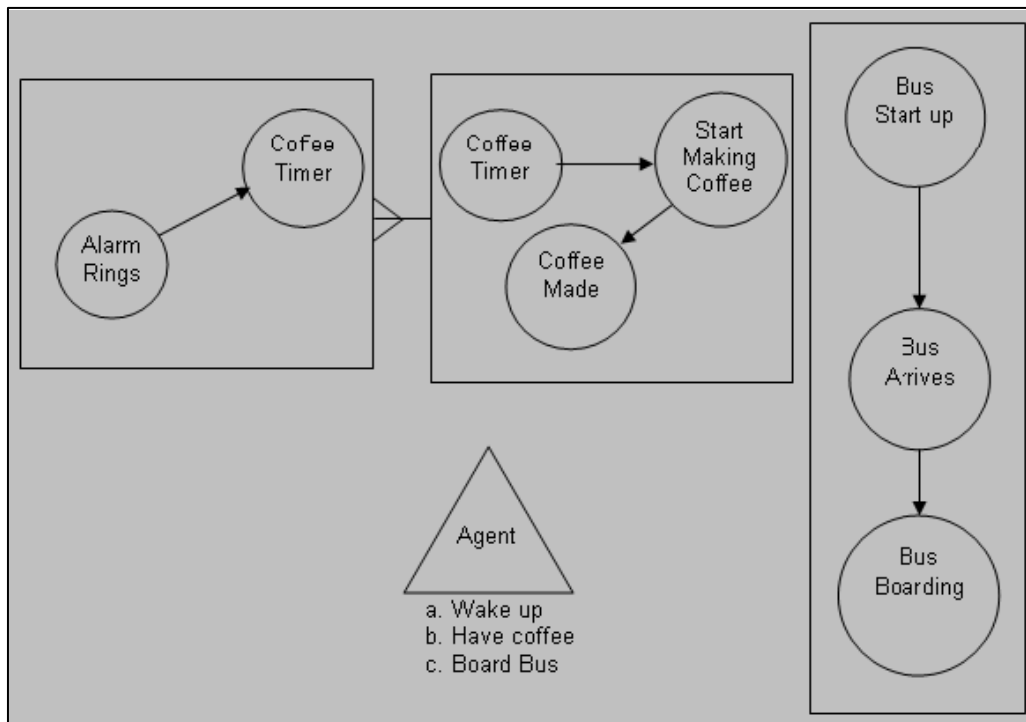 Alarm
Rings
Coffee
Timer
Coffee
Timer
Start
Making
Coffee
Coffee
Made
Bus
Start up
Bus
Arrives
Bus
Boarding
Agent
a. Wake up
b. Have coffee
c. Board Bus